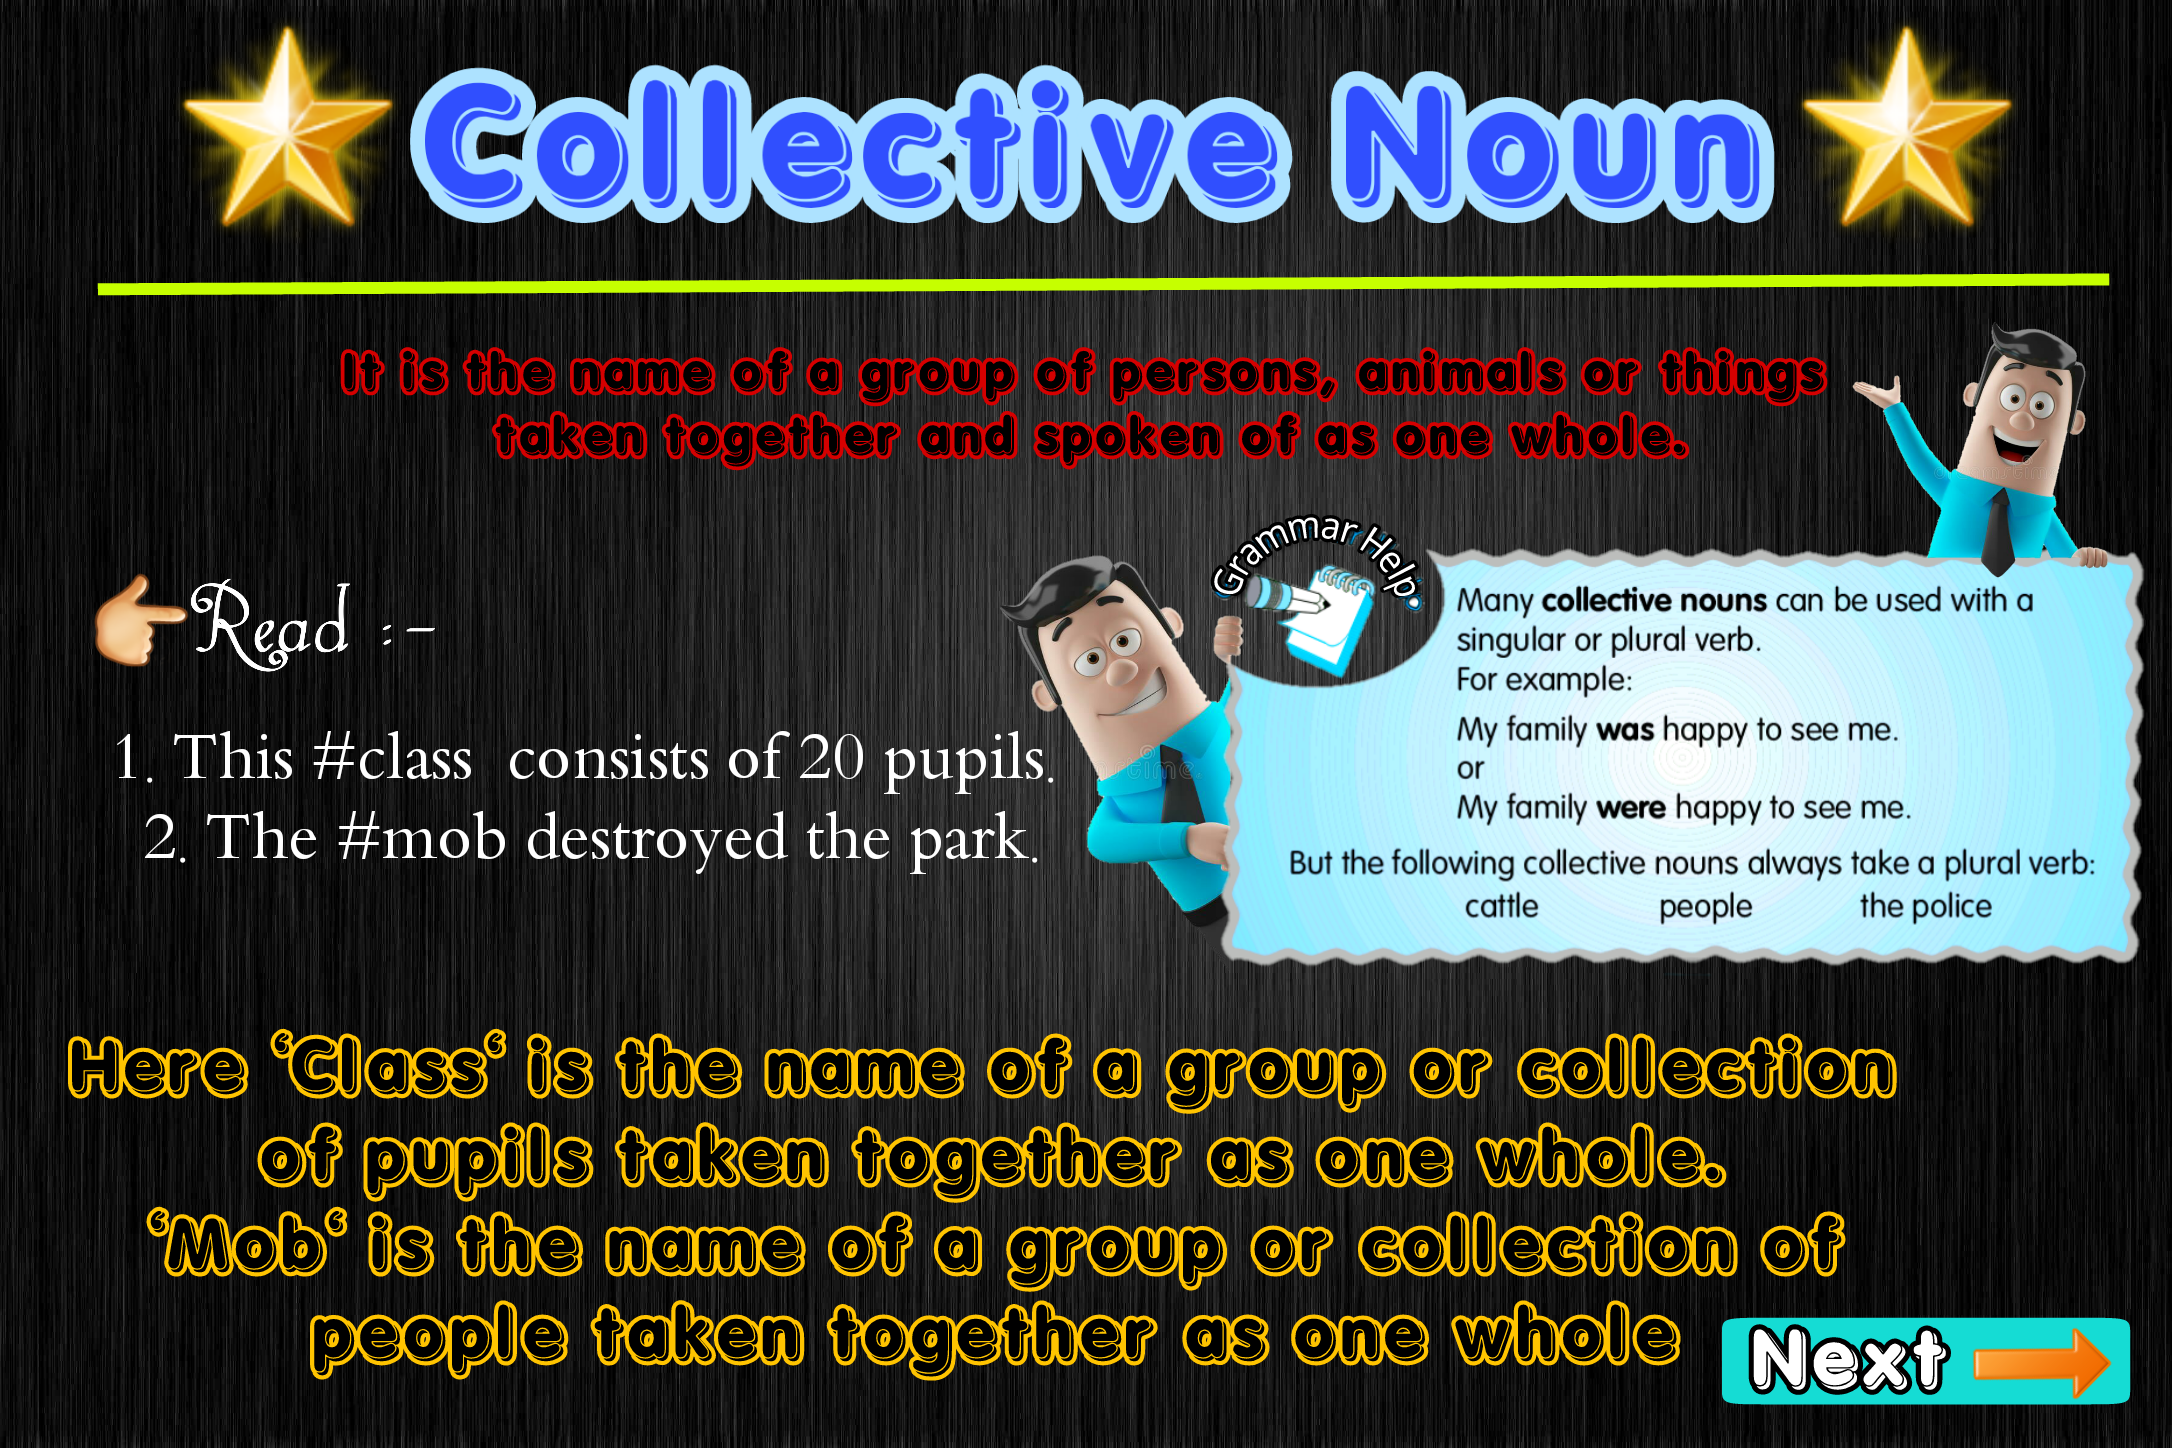 Collective Noun
It is the name of a group of persons, animals or things
taken together and spoken of as one whole.
Read :-
1. This #class consists of 20 pupils.
2. The #mob destroyed the park.
Grammar Help
Many collective nouns can be used with a
singular or plural verb.
For example:
My family was happy to see me.
or
My family were happy to see me.
But the following collective nouns always take a plural verb:
cattle people the police
Here ‘Class‘ is the name of a group or collection
of pupils taken together as one whole.
‘Mob‘ is the name of a group or collection of
people taken together as one whole
Next